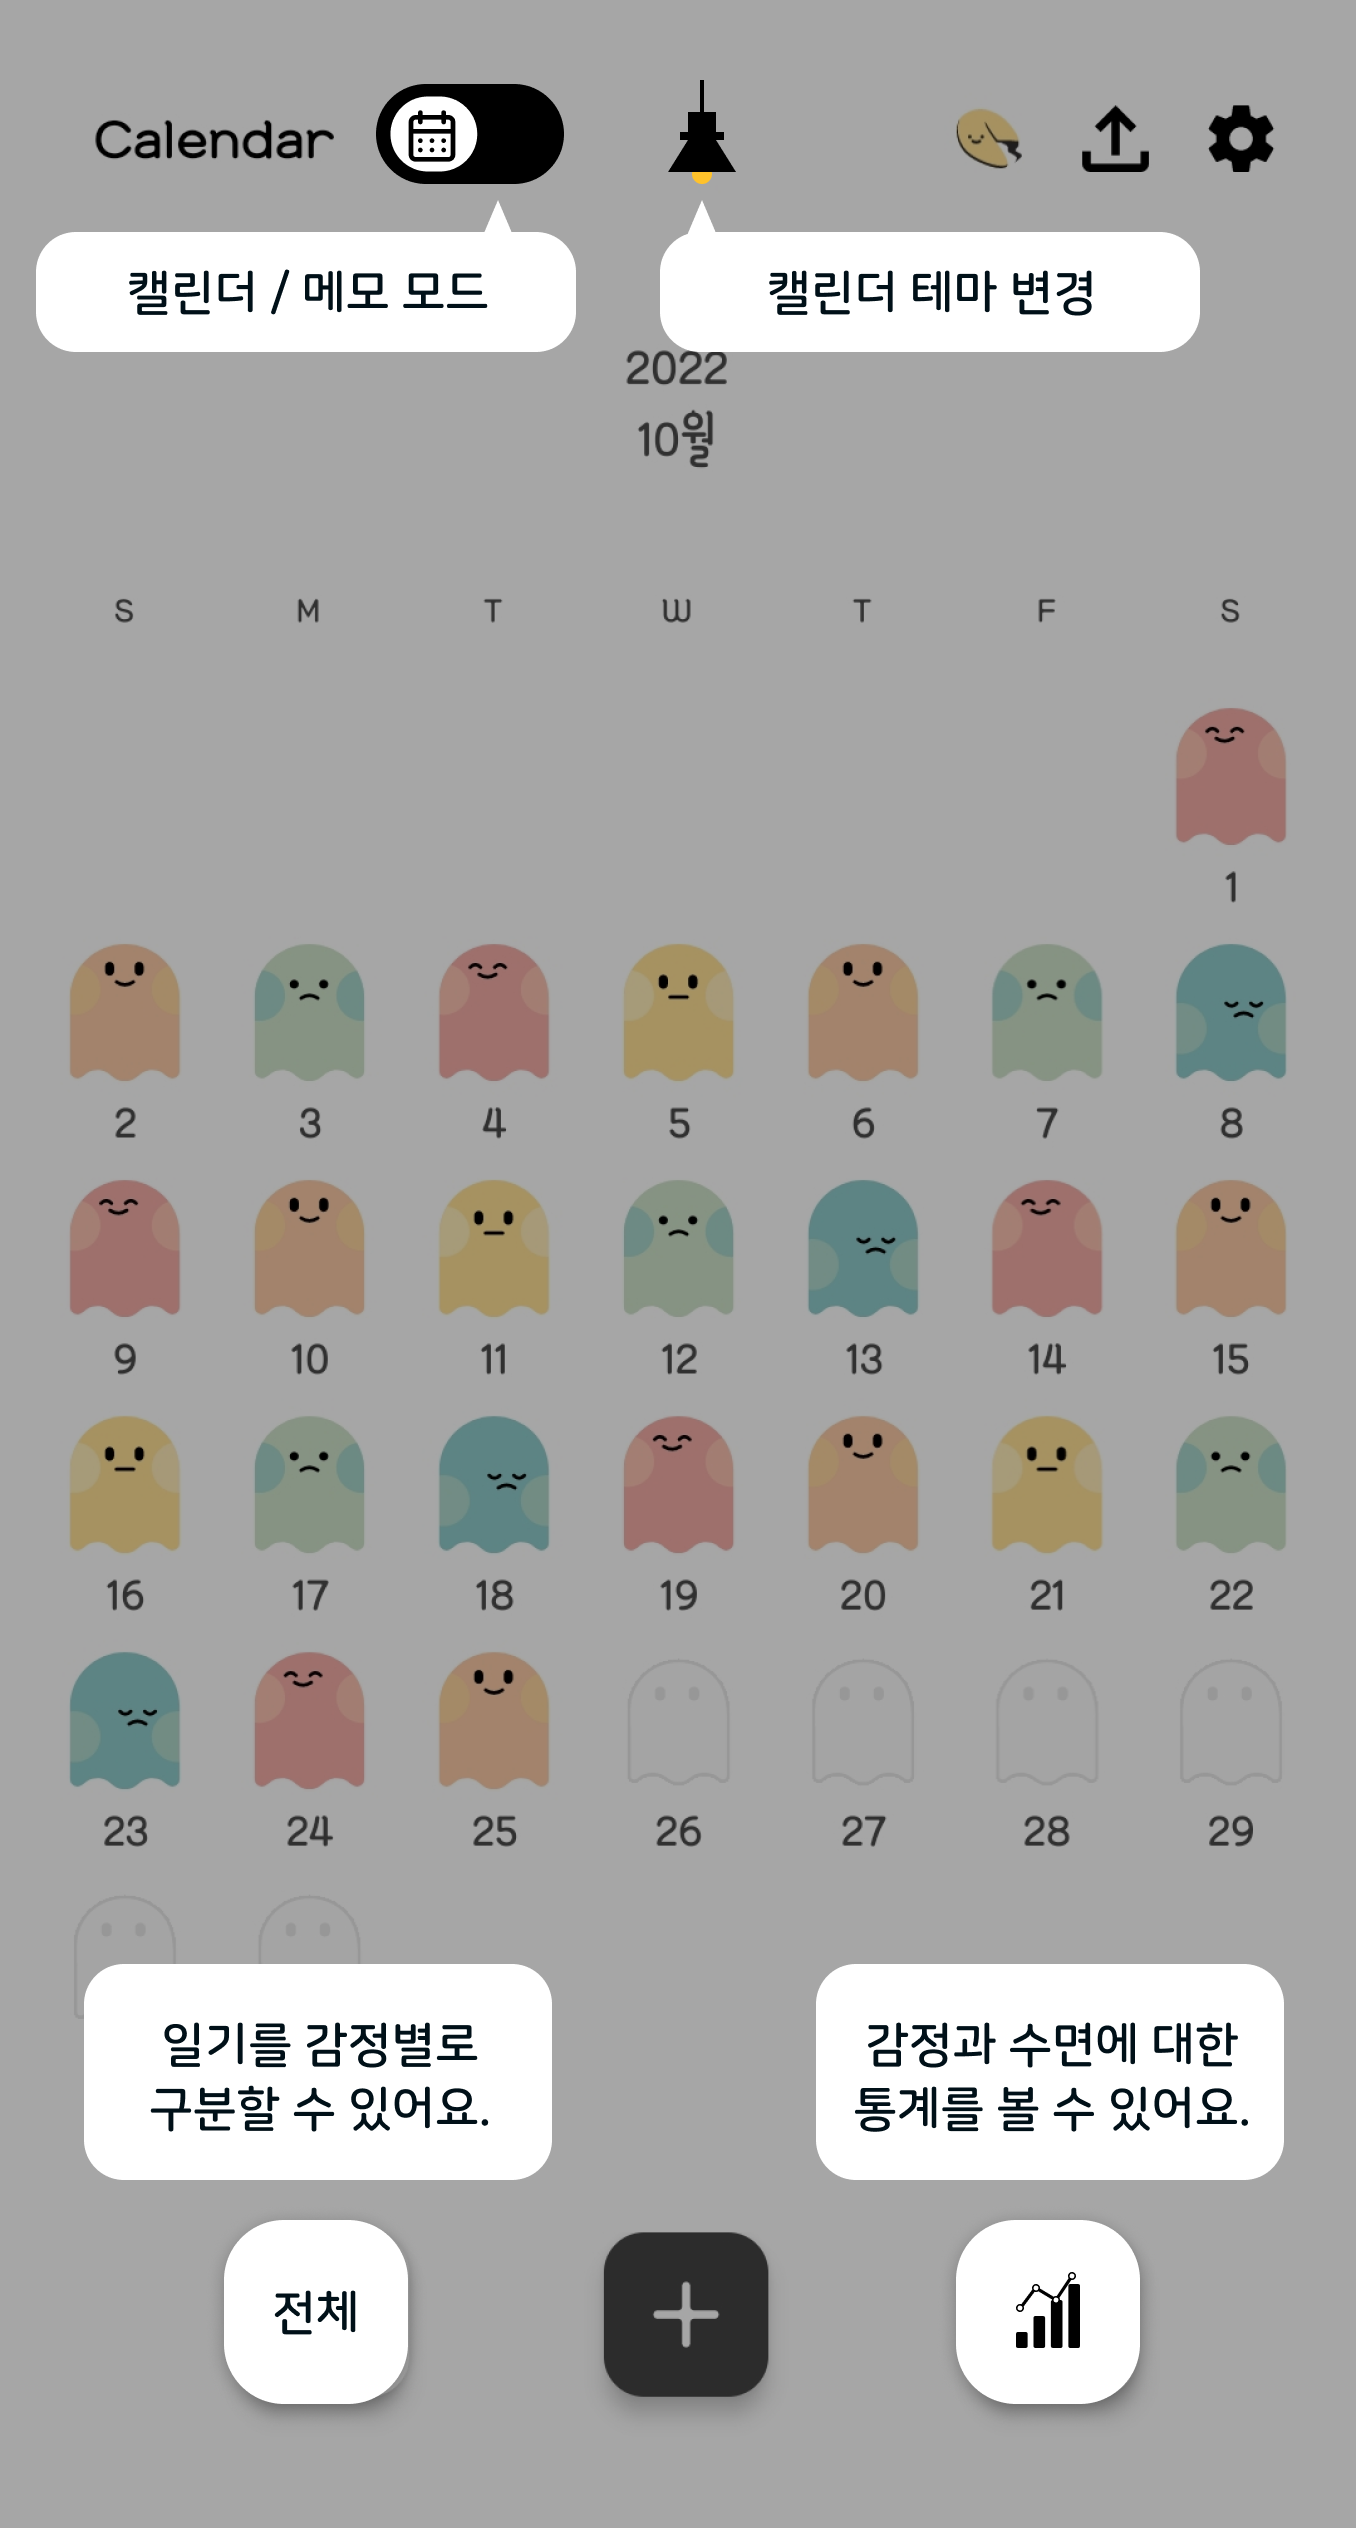 Calendar
캘린더 / 메모 모드
캘린더 테마 변경
2022
10월
S M T W T F S
1
2 3 4 5 6 7 8
9 10 11 12 13 14 15
16 17 18 19 20 21 22
23 24 25 26 27 28 29
일기를 감정별로
구분할 수 있어요.
감정과 수면에 대한
통계를 볼 수 있어요.
전체